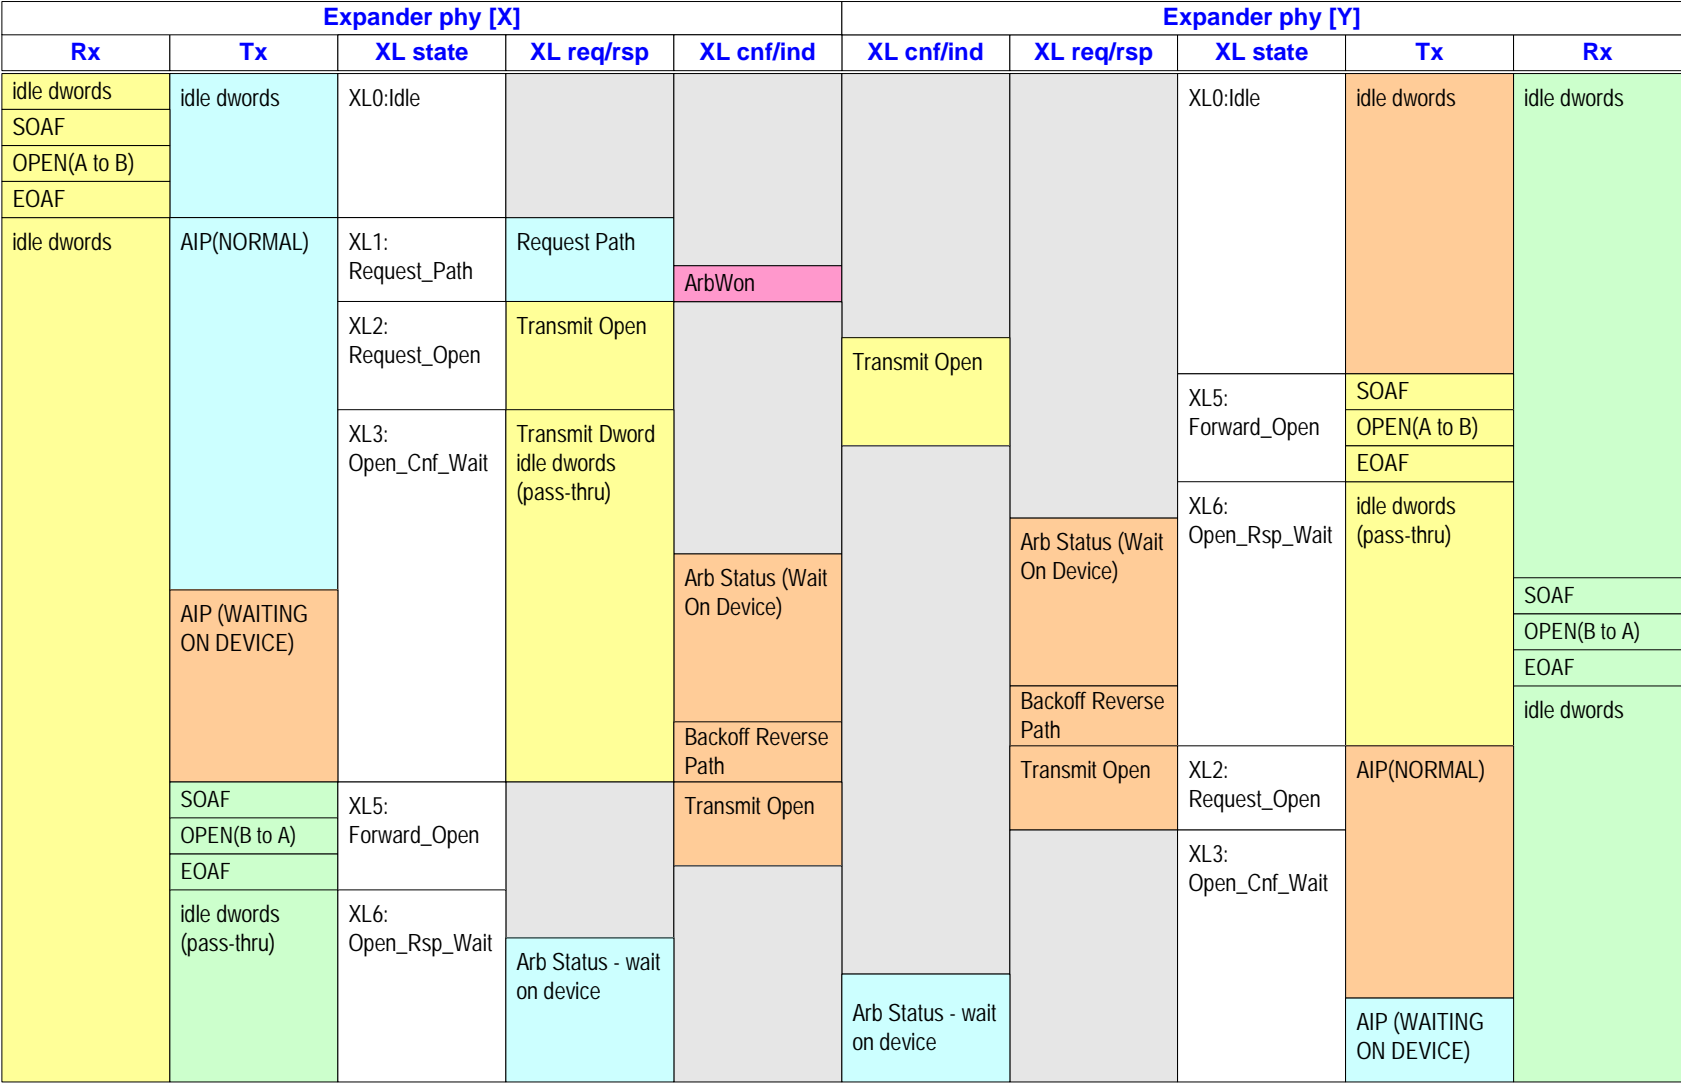 Expander phy [X]
Expander phy [Y]
Rx
Tx
XL state
XL req/rsp
XL cnf/ind
XL cnf/ind
XL req/rsp
XL state
Tx
Rx
idle dwords
SOAF
OPEN(A to B)
EOAF
idle dwords
idle dwords
AIP(NORMAL)
AIP (WAITING
ON DEVICE)
SOAF
OPEN(B to A)
EOAF
idle dwords
(pass-thru)
XL0:Idle
XL1:
Request_Path
XL2:
Request_Open
XL3:
Open_Cnf_Wait
XL5:
Forward_Open
XL6:
Open_Rsp_Wait
Request Path
Transmit Open
Transmit Dword
idle dwords
(pass-thru)
Arb Status - wait
on device
ArbWon
Arb Status (Wait
On Device)
Backoff Reverse
Path
Transmit Open
Transmit Open
Arb Status - wait
on device
Arb Status (Wait
On Device)
Backoff Reverse
Path
Transmit Open
XL0:Idle
XL5:
Forward_Open
XL6:
Open_Rsp_Wait
XL2:
Request_Open
XL3:
Open_Cnf_Wait
idle dwords
SOAF
OPEN(A to B)
EOAF
idle dwords
(pass-thru)
AIP(NORMAL)
AIP (WAITING
ON DEVICE)
idle dwords
SOAF
OPEN(B to A)
EOAF
idle dwords